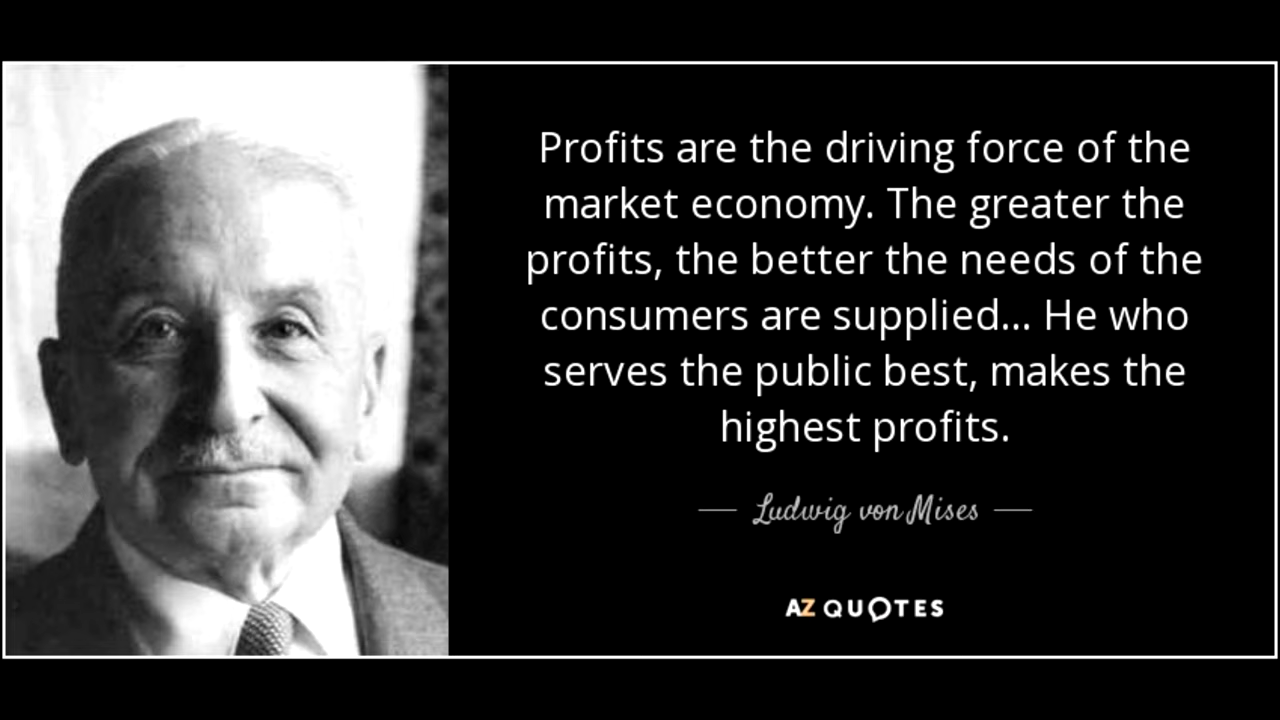 Profits are the driving force of the
market economy. The greater the
profits, the better the needs of the
consumers are supplied... He who
serves the public best, makes the
highest profits.
Ludwig von Mises
AZ QUOTES